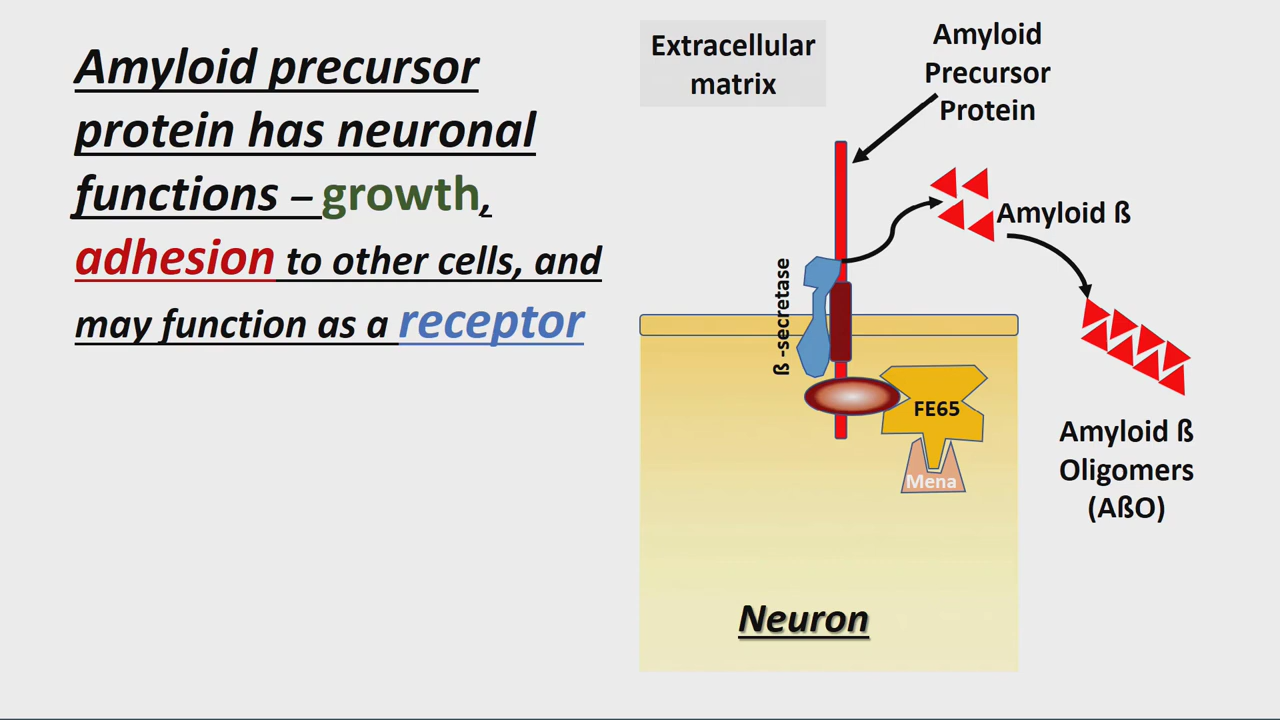 Amyloid precursor
protein has neuronal
functions – growth,
adhesion to other cells, and
may function as a receptor
Extracellular
matrix
Amyloid
Precursor
Protein
Amyloid ß
ß -secretase
FE65
Mena
Amyloid ß
Oligomers
(AßO)
Neuron